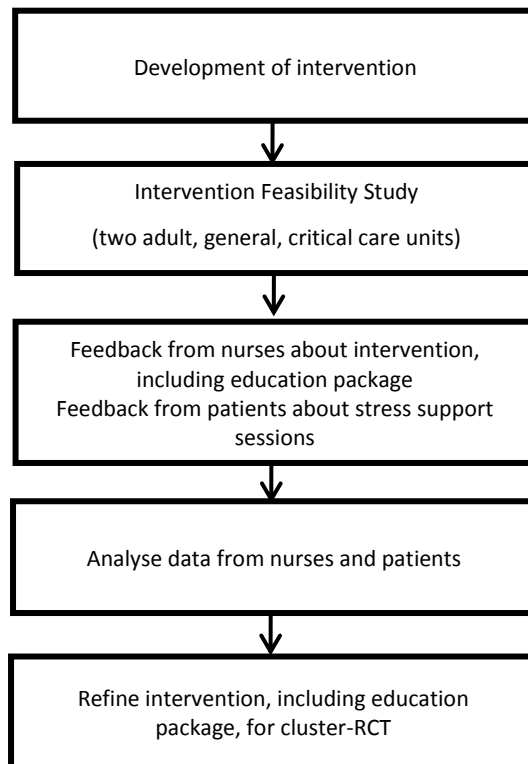 Development of intervention
Intervention Feasibility Study
(two adult, general, critical care units)
Feedback from nurses about intervention,
including education package
Feedback from patients about stress support
sessions
Analyse data from nurses and patients
Refine intervention, including education
package, for cluster-RCT